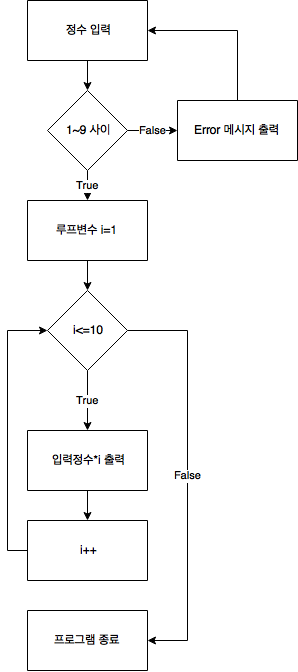 정수 입력
1~9 사이
False
Error 메시지 출력
True
루프변수 i=1
i<=10
True
입력정수*i 출력
False
i++
프로그램 종료